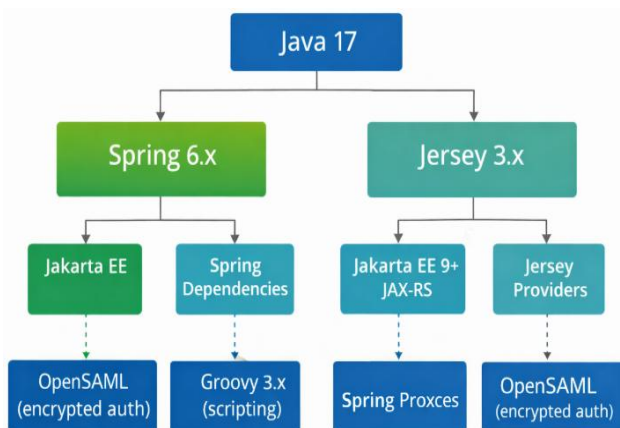 Java 17
Spring 6.x
Jersey 3.x
Jakarta EE
Spring
Dependencies
Jakarta EE 9+
JAX-RS
Jersey
Providers
OpenSAML
(encrypted auth)
Groovy 3.x
(scripting)
Spring Proxces
OpenSAML
(encrypted auth)